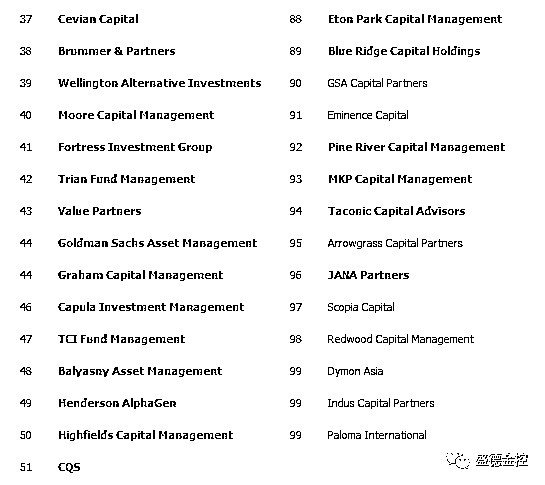 37 Cevian Capital
38 Brummer & Partners
39 Wellington Alternative Investments
40 Moore Capital Management
41 Fortress Investment Group
42 Trian Fund Management
43 Value Partners
44 Goldman Sachs Asset Management
44 Graham Capital Management
46 Capula Investment Management
47 TCI Fund Management
48 Balyasny Asset Management
49 Henderson AlphaGen
50 Highfields Capital Management
51 CQS
88 Eton Park Capital Management
89 Blue Ridge Capital Holdings
90 GSA Capital Partners
91 Eminence Capital
92 Pine River Capital Management
93 MKP Capital Management
94 Taconic Capital Advisors
95 Arrowgrass Capital Partners
96 JANA Partners
97 Scopia Capital
98 Redwood Capital Management
99 Dymon Asia
99 Indus Capital Partners
99 Paloma International
盛德金控